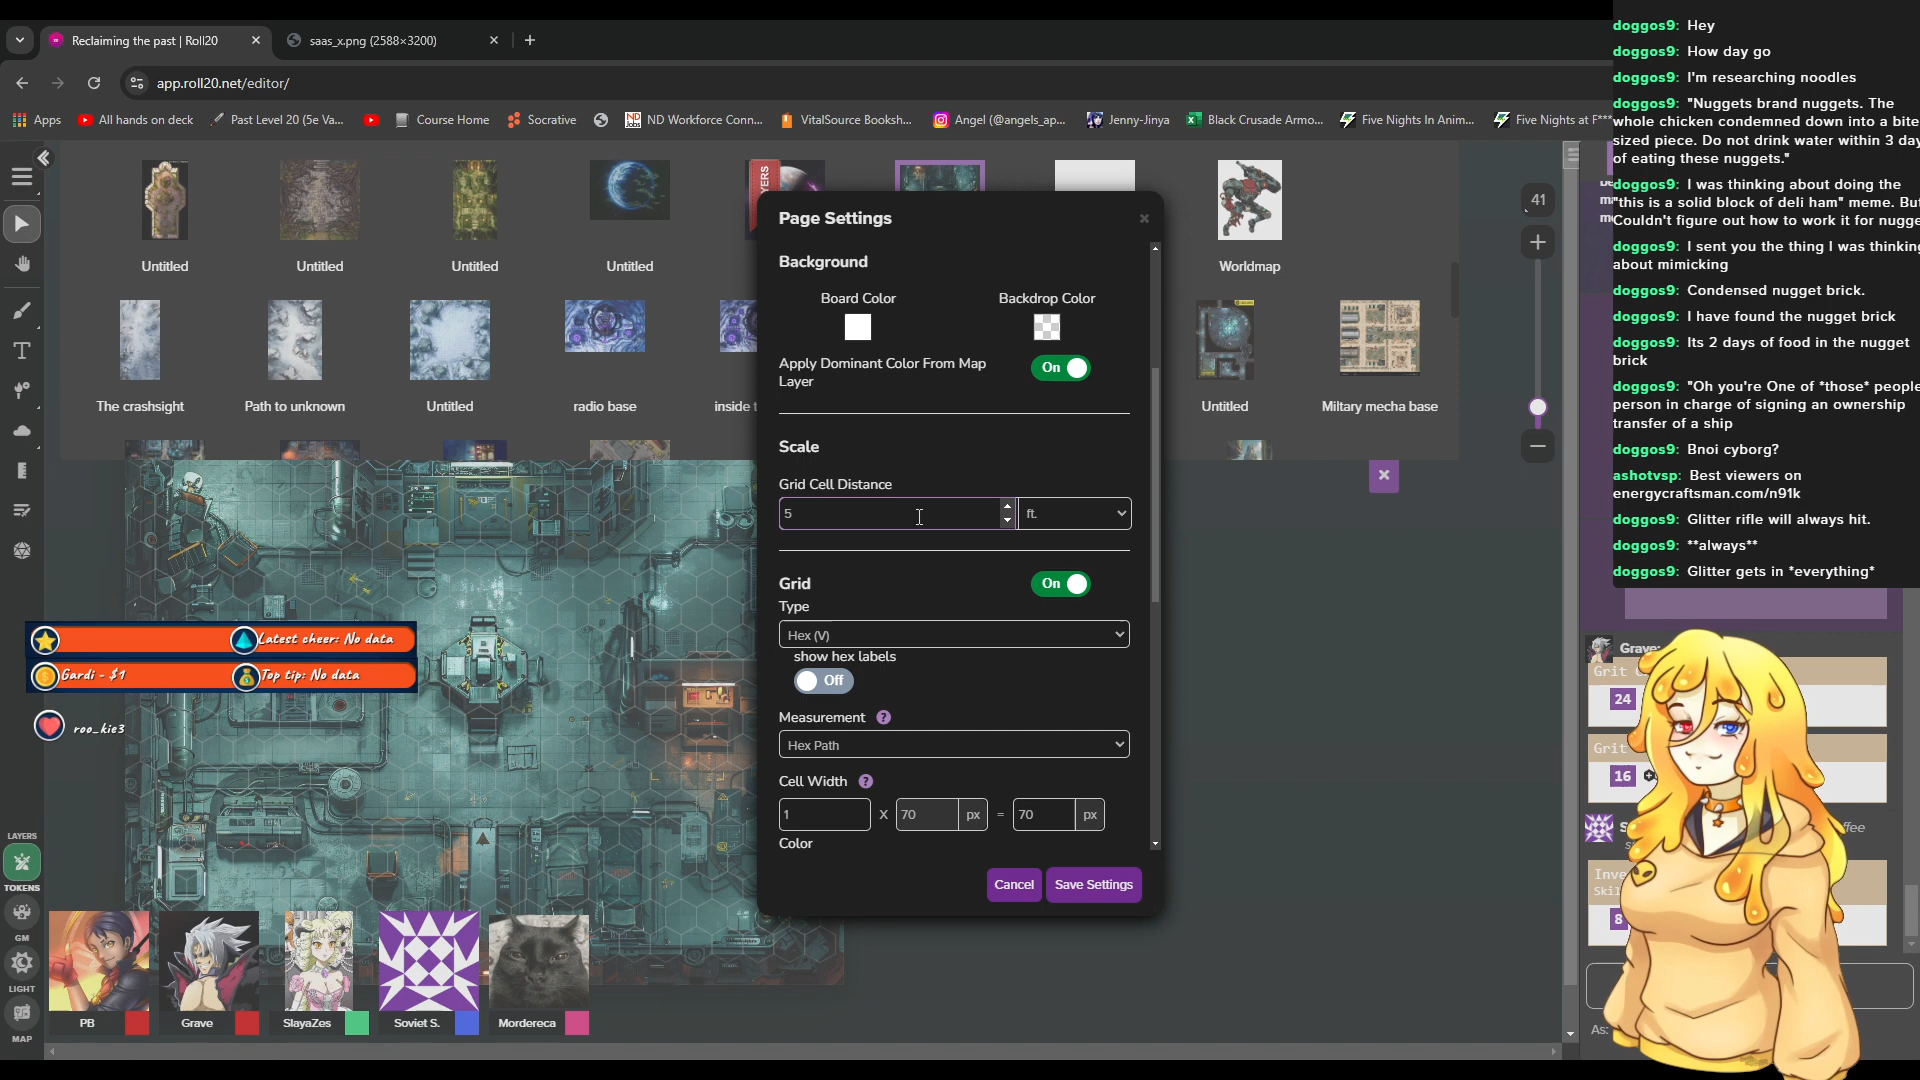 Reclaiming the past | Roll20
saas_x.png (2588×3200)
app.roll20.net/editor/
Apps
All hands on deck
Past Level 20 (5e Va...
Course Home
Socrative
ND Workforce Conn...
VitalSource Booksh...
Angel (@angels_ap...
Jenny-Jinya
Black Crusade Armo...
Five Nights In Anim...
Five Nights at F***
Untitled
Untitled
Untitled
Untitled
Worldmap
The crashsight
Path to unknown
Untitled
radio base
inside t
Untitled
Miltary mecha base
41
Page Settings
Background
Board Color
Backdrop Color
Apply Dominant Color From Map
Layer
On
Scale
Grid Cell Distance
5
ft.
Grid
On
Type
Hex (V)
show hex labels
Off
Measurement
?
Hex Path
Cell Width
?
1
X
70
px
=
70
px
Color
Cancel
Save Settings
Latest cheer: No data
Gardi - $1
Top tip: No data
roo_kie3
LAYERS
TOKENS
GM
LIGHT
MAP
PB
Grave
SlayaZes
Soviet S.
Mordereca
doggos9: Hey
doggos9: How day go
doggos9: I'm researching noodles
doggos9: "Nuggets brand nuggets. The
whole chicken condemned down into a bite
sized piece. Do not drink water within 3 day
of eating these nuggets."
doggos9: I was thinking about doing the
"this is a solid block of deli ham" meme. But
Couldn't figure out how to work it for nugge
doggos9: I sent you the thing I was thinking
about mimicking
doggos9: Condensed nugget brick.
doggos9: I have found the nugget brick
doggos9: Its 2 days of food in the nugget
brick
doggos9: "Oh you're One of *those* people
person in charge of signing an ownership
transfer of a ship
doggos9: Bnoi cyborg?
ashotvsp: Best viewers on
energycraftsman.com/n91k
doggos9: Glitter rifle will always hit.
doggos9: **always**
doggos9: Glitter gets in *everything*
Grave:
Grit
24
Grit
16
ffee
Inve
Skil
8
As: